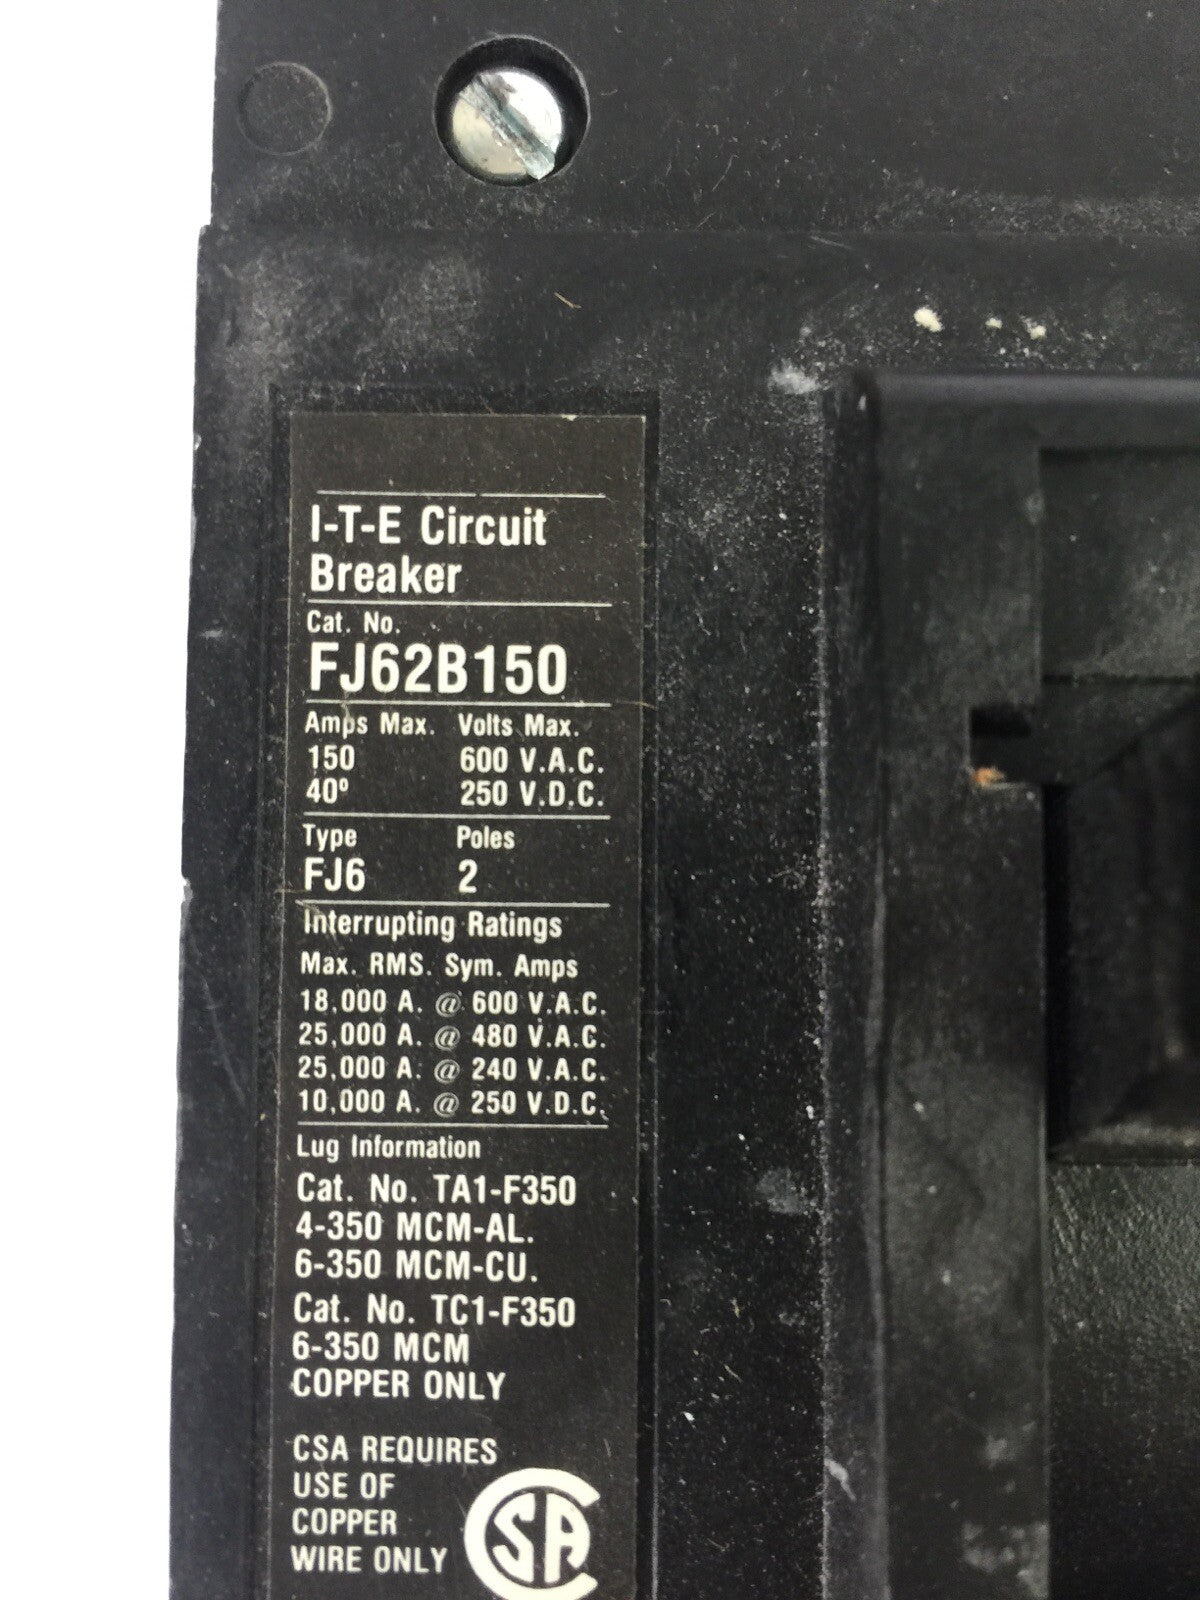 I-T-E Circuit
Breaker
Cat. No.
FJ62B150
Amps Max. Volts Max.
150 600 V.A.C.
40º 250 V.D.C.
Type Poles
FJ6 2
Interrupting Ratings
Max. RMS. Sym. Amps
18,000 A. @ 600 V.A.C.
25,000 A. @ 480 V.A.C.
25,000 A. @ 240 V.A.C.
10,000 A. @ 250 V.D.C.
Lug Information
Cat. No. TA1-F350
4-350 MCM-AL.
6-350 MCM-CU.
Cat. No. TC1-F350
6-350 MCM
COPPER ONLY
CSA REQUIRES
USE OF
COPPER
WIRE ONLY
CSA